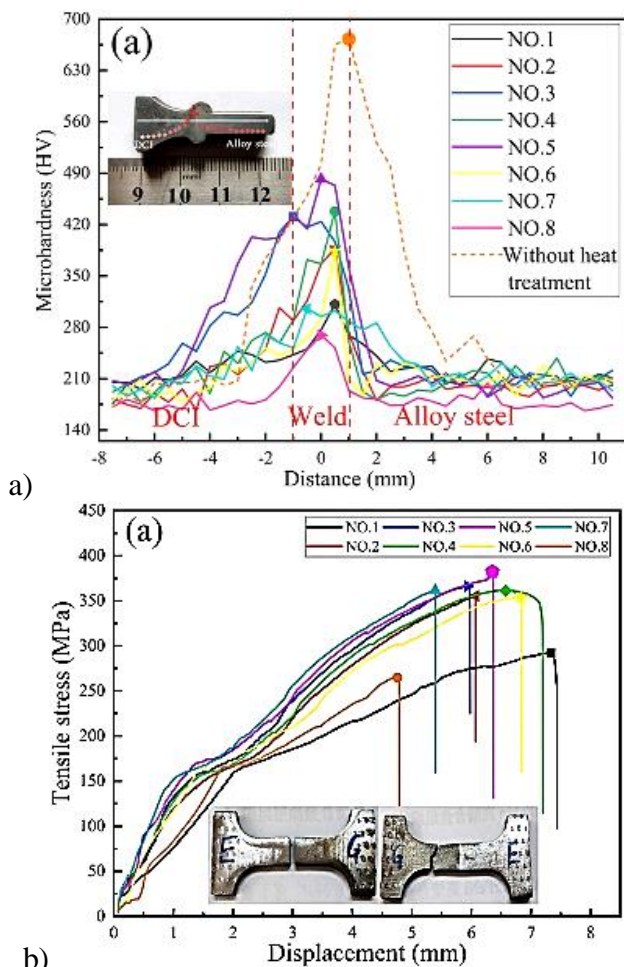 (a)
700
630
560
490
420
350
280
210
140
Microhardness (HV)
NO.1
NO.2
NO.3
NO.4
NO.5
NO.6
NO.7
NO.8
Without heat
treatment
DCI
Alloy steel
9 10 11 12
DCI Weld Alloy steel
-8 -6 -4 -2 0 2 4 6 8 10
Distance (mm)
a)
(a)
450
400
350
300
250
200
150
100
50
0
Tensile stress (MPa)
NO.1 NO.3 NO.5 NO.7
NO.2 NO.4 NO.6 NO.8
E G G E
0 1 2 3 4 5 6 7 8
Displacement (mm)
b)